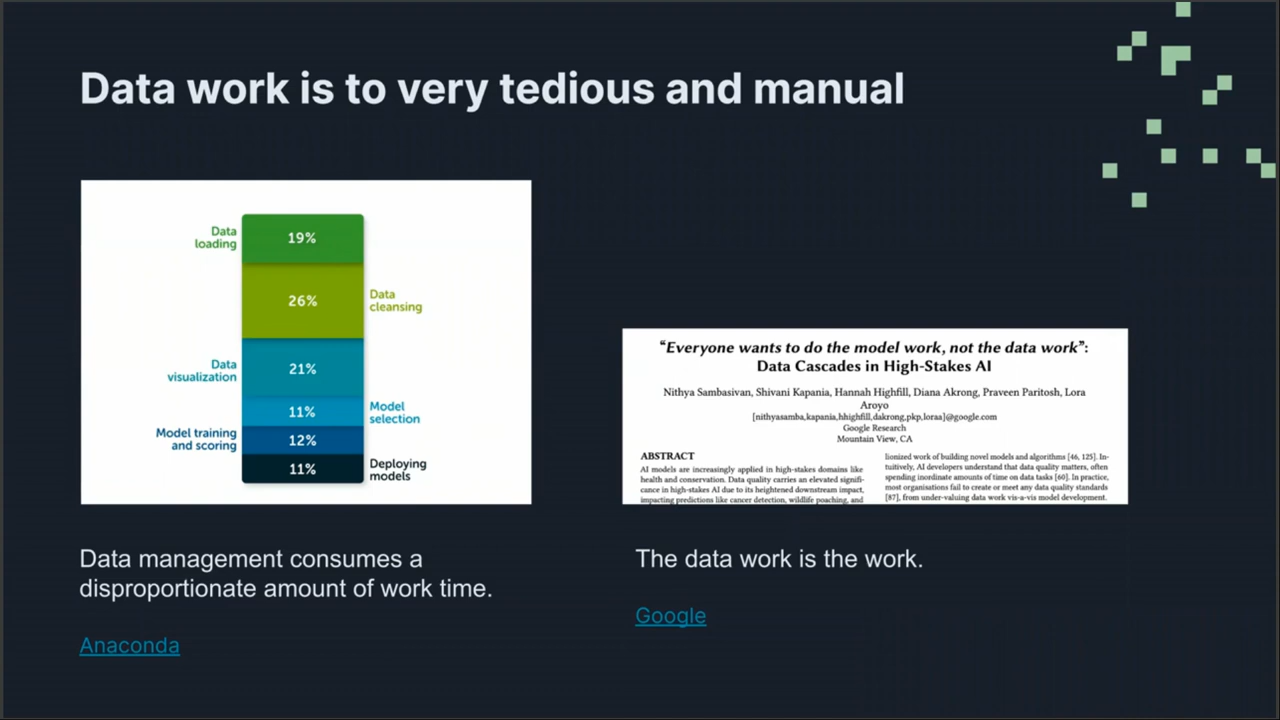 Data work is to very tedious and manual
Data
loading
19%
26%
Data
cleansing
Data
visualization
21%
11%
Model
selection
Model training
and scoring
12%
11%
Deploying
models
Data management consumes a
disproportionate amount of work time.
Anaconda
“Everyone wants to do the model work, not the data work”:
Data Cascades in High-Stakes AI
Nithya Sambasivan, Shivani Kapania, Hannah Highfill, Diana Akrong, Praveen Paritosh, Lora
Aroyo
[nithyasamba,kapania,hhighfill,dakrong,pkp,loraa]@google.com
Google Research
Mountain View, CA
ABSTRACT
AI models are increasingly applied in high-stakes domains like
health and conservation. Data quality carries an elevated signifi-
cance in high-stakes AI due to its heightened downstream impact,
impacting predictions like cancer detection, wildlife poaching, and
lionized work of building novel models and algorithms [46, 125]. In-
tuitively, AI developers understand that data quality matters, often
spending inordinate amounts of time on data tasks [60]. In practice,
most organisations fail to create or meet any data quality standards
[87], from under-valuing data work vis-a-vis model development.
The data work is the work.
Google